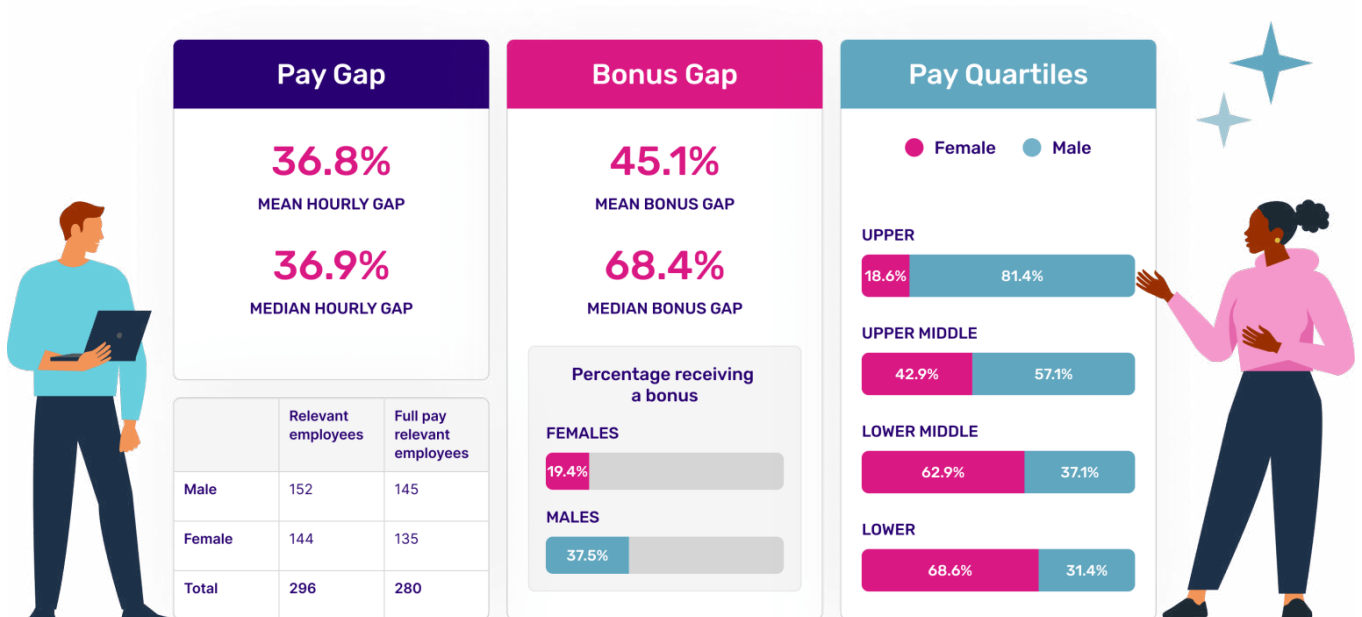 Pay Gap
36.8%
MEAN HOURLY GAP
36.9%
MEDIAN HOURLY GAP
Relevant employees
Full pay relevant employees
Male 152 145
Female 144 135
Total 296 280
Bonus Gap
45.1%
MEAN BONUS GAP
68.4%
MEDIAN BONUS GAP
Percentage receiving
a bonus
FEMALES
19.4%
MALES
37.5%
Pay Quartiles
Female Male
UPPER
18.6% 81.4%
UPPER MIDDLE
42.9% 57.1%
LOWER MIDDLE
62.9% 37.1%
LOWER
68.6% 31.4%